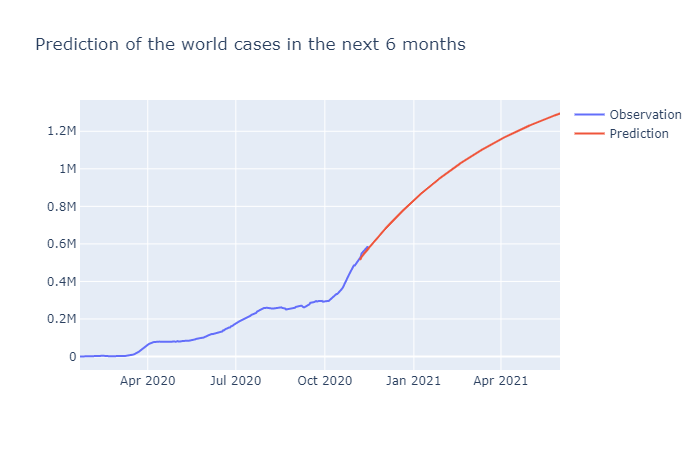 Prediction of the world cases in the next 6 months
Observation
Prediction
1.2M
1M
0.8M
0.6M
0.4M
0.2M
0
Apr 2020
Jul 2020
Oct 2020
Jan 2021
Apr 2021